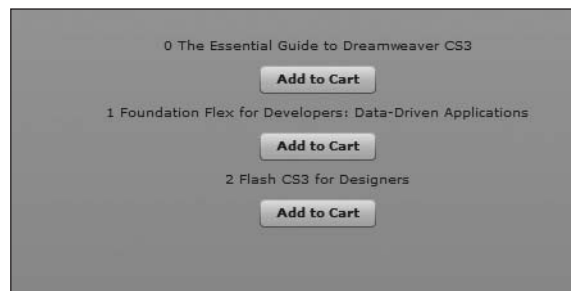 0 The Essential Guide to Dreamweaver CS3
Add to Cart
1 Foundation Flex for Developers: Data-Driven Applications
Add to Cart
2 Flash CS3 for Designers
Add to Cart